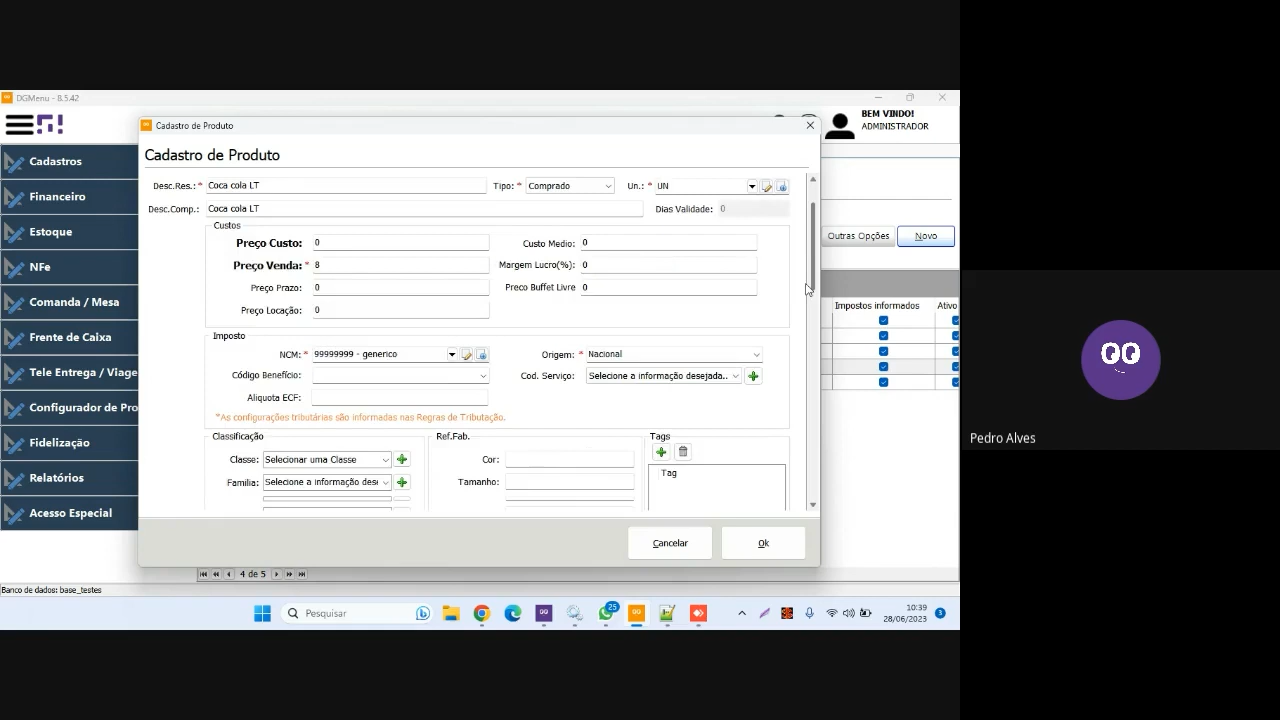 DGMenu - 8.5.42
BEM VINDO!
ADMINISTRADOR
Cadastros
Financeiro
Estoque
NFe
Comanda / Mesa
Frente de Caixa
Tele Entrega / Viage
Configurador de Pro
Fidelização
Relatórios
Acesso Especial
Cadastro de Produto
Cadastro de Produto
Desc.Res.: * Coca cola LT Tipo: * Comprado Un.: * UN
Desc.Comp.: Coca cola LT Dias Validade: 0
Custos
Preço Custo: 0 Custo Medio: 0
Preço Venda: * 8 Margem Lucro(%): 0
Preço Prazo: 0 Preco Buffet Livre 0
Preço Locação: 0
Imposto
NCM: * 99999999 - generico Origem: * Nacional
Código Benefício: Cod. Serviço: Selecione a informação desejada..
Aliquota ECF:
*As configurações tributárias são informadas nas Regras de Tributação.
Classificação Ref.Fab. Tags
Classe: Selecionar uma Classe Cor:
Tag
Familia: Selecione a informação dese Tamanho:
Cancelar Ok
Outras Opções Novo
Impostos informados Ativo
4 de 5
Banco de dados: base_testes
Pesquisar
25
10:39
28/06/2023
3
Pedro Alves